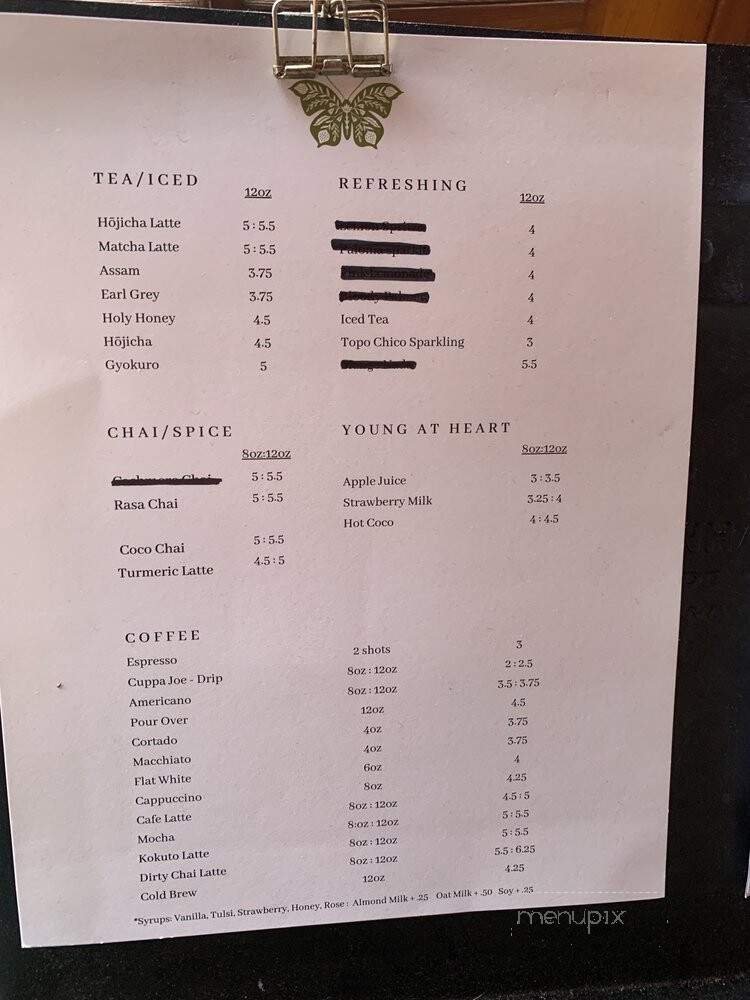 TEA/ICED
12oz
Hōjicha Latte 5 : 5.5
Matcha Latte 5 : 5.5
Assam 3.75
Earl Grey 3.75
Holy Honey 4.5
Hōjicha 4.5
Gyokuro 5
REFRESHING
12oz
4
4
4
4
Iced Tea 4
Topo Chico Sparkling 3
5.5
CHAI/SPICE
8oz:12oz
Cashmere Chai 5 : 5.5
Rasa Chai 5 : 5.5
Coco Chai 5 : 5.5
Turmeric Latte 4.5 : 5
YOUNG AT HEART
8oz:12oz
Apple Juice 3 : 3.5
Strawberry Milk 3.25 : 4
Hot Coco 4 : 4.5
COFFEE
Espresso 2 shots 3
Cuppa Joe - Drip 8oz : 12oz 2 : 2.5
Americano 8oz : 12oz 3.5 : 3.75
Pour Over 12oz 4.5
Cortado 4oz 3.75
Macchiato 4oz 3.75
Flat White 6oz 4
Cappuccino 8oz 4.25
Cafe Latte 8oz : 12oz 4.5 : 5
Mocha 8:oz : 12oz 5 : 5.5
Kokuto Latte 8oz : 12oz 5 : 5.5
Dirty Chai Latte 8oz : 12oz 5.5 : 6.25
Cold Brew 12oz 4.25
*Syrups: Vanilla, Tulsi, Strawberry, Honey, Rose : Almond Milk + .25 Oat Milk + .50 Soy + .25
menupix